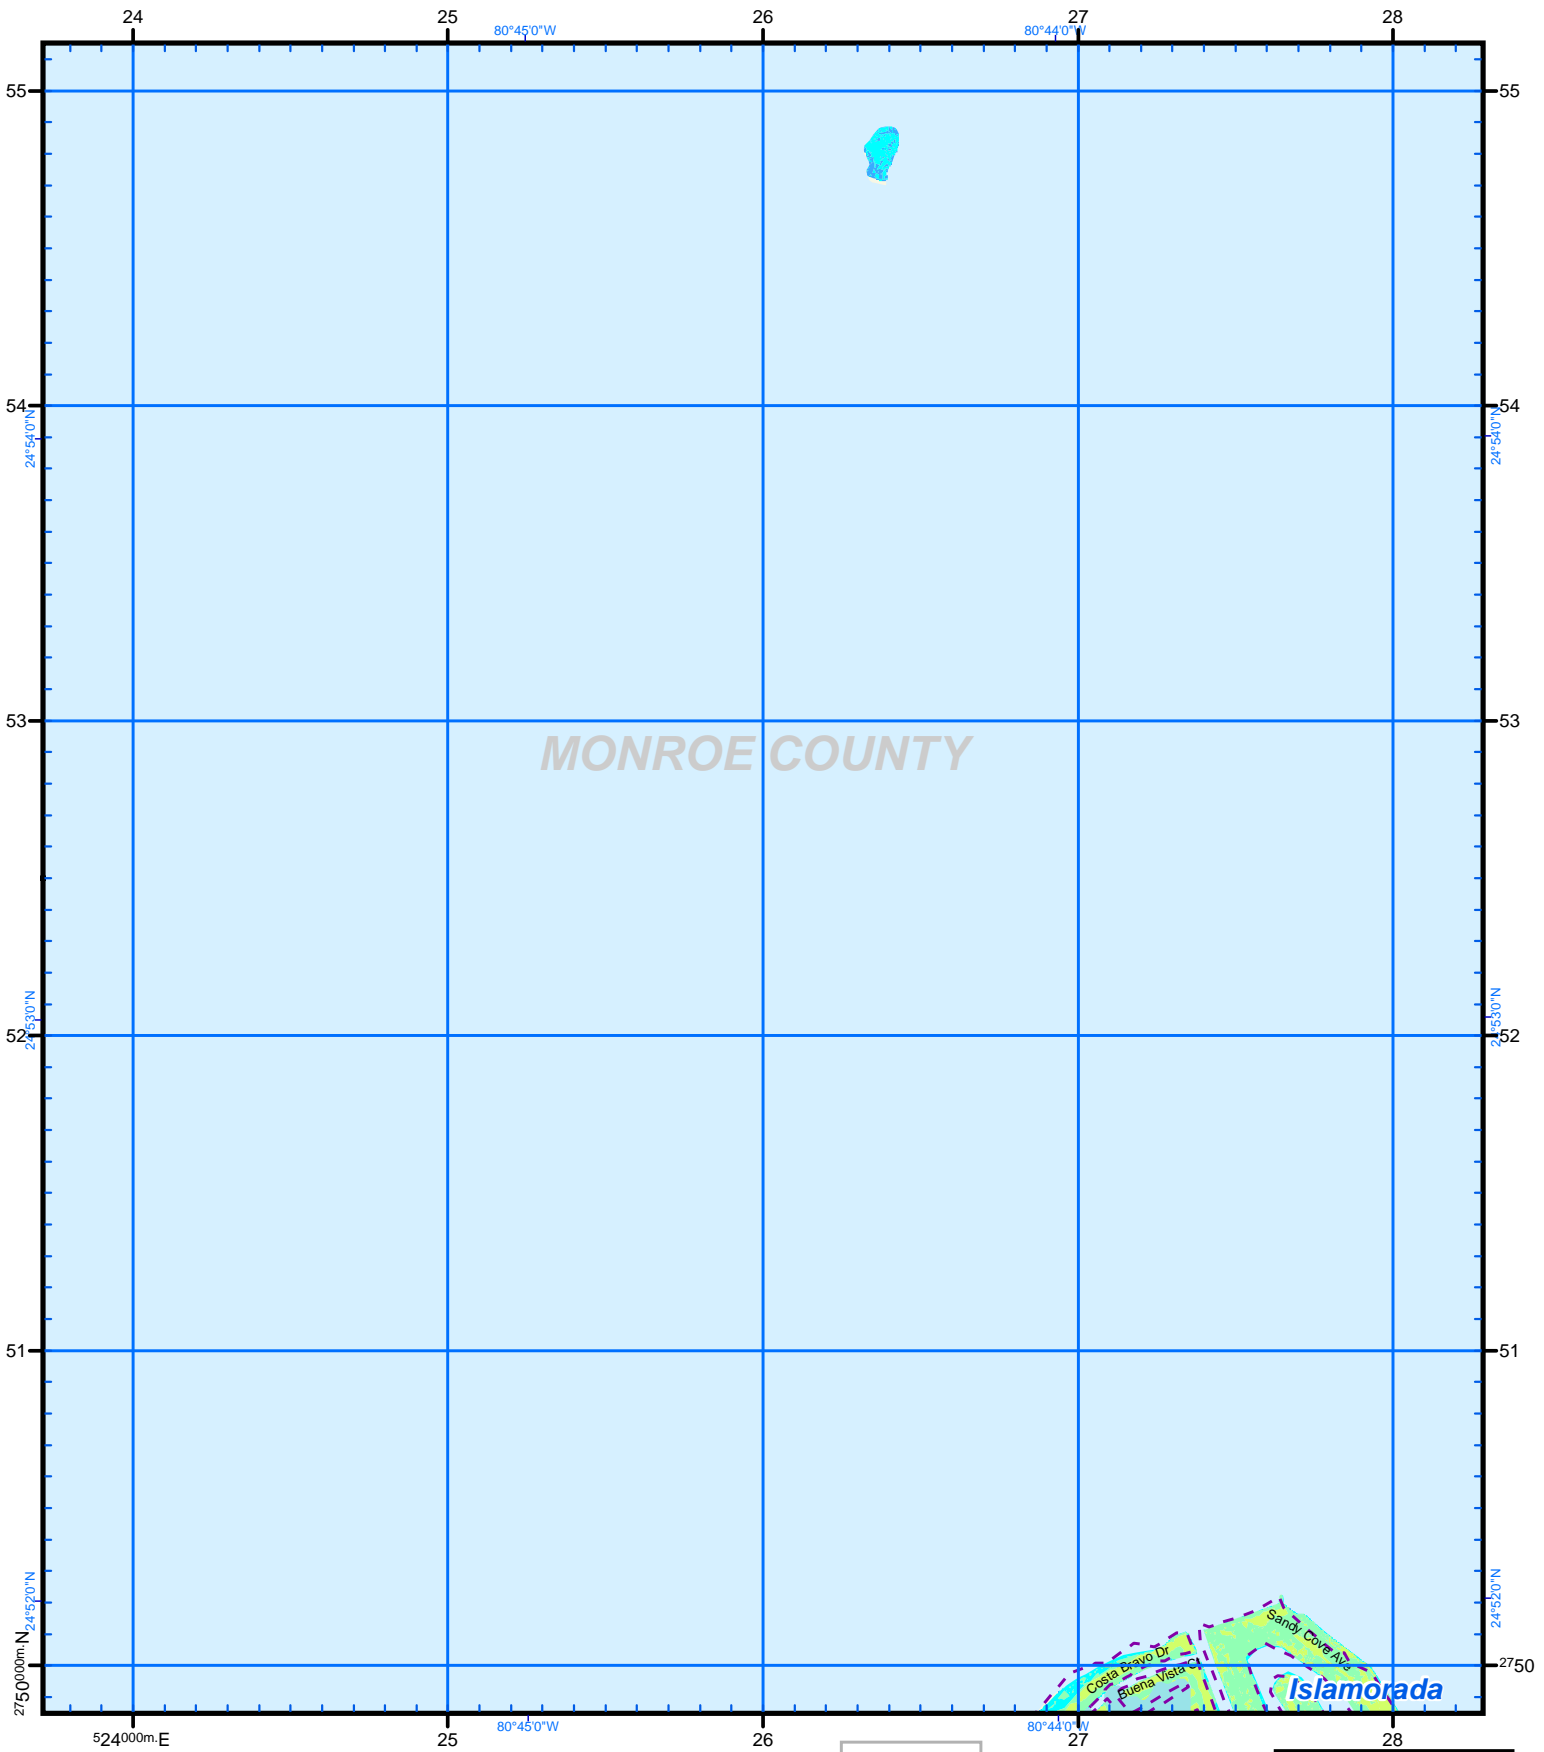 24 25 26 27 28
80°45'0"W 80°44'0"W
55 55
54 54
24°54'0"N 24°54'0"N
53 53
MONROE COUNTY
24°53'0"N 24°53'0"N
52 52
51 51
24°52'0"N 24°52'0"N
Sandy Cove Ave
Costa Bravo Dr
Buena Vista C
2750000m.N 2750
Islamorada
80°45'0"W 80°44'0"W
524000m.E 25 26 27 28